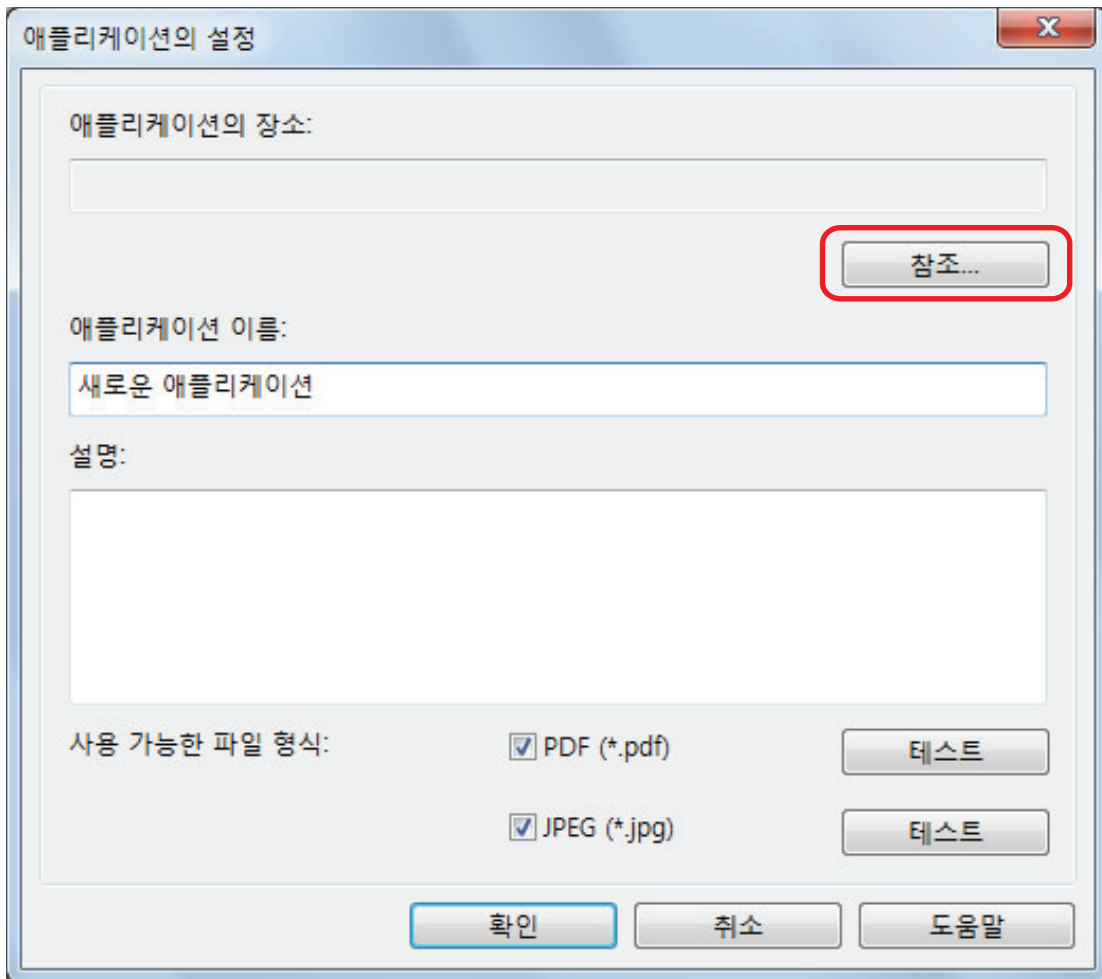 애플리케이션의 설정
애플리케이션의 장소:
참조...
애플리케이션 이름:
새로운 애플리케이션
설명:
사용 가능한 파일 형식: PDF (*.pdf) 테스트
JPEG (*.jpg) 테스트
확인 취소 도움말